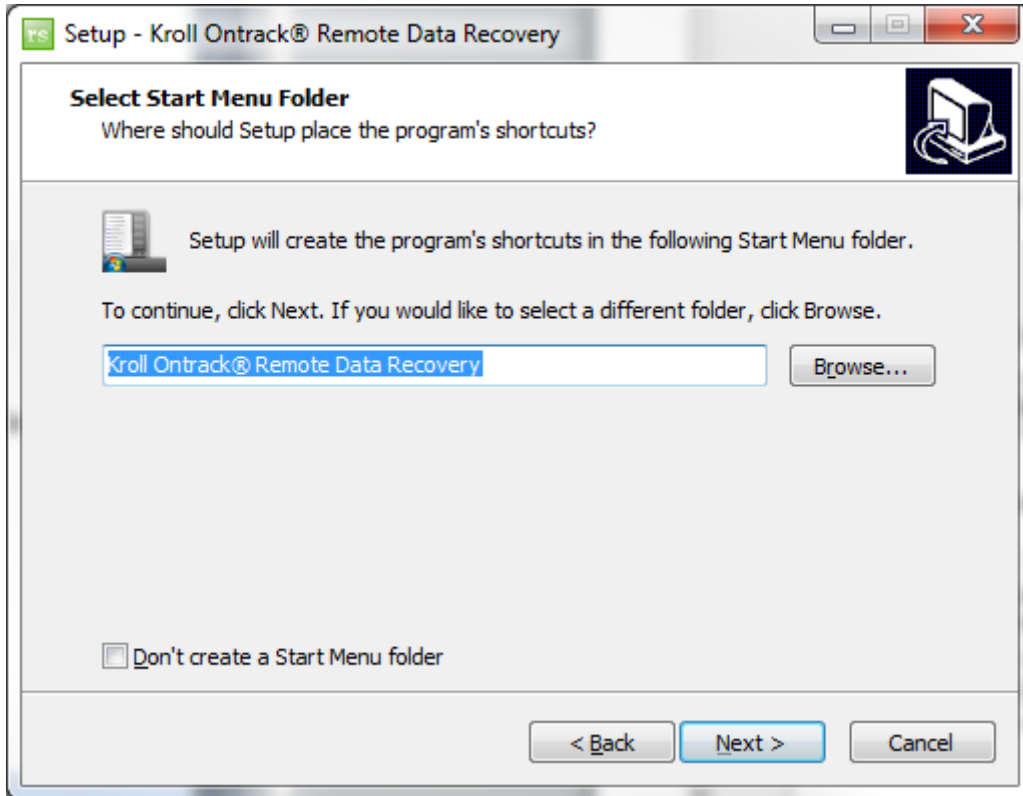 rs Setup - Kroll Ontrack® Remote Data Recovery
Select Start Menu Folder
Where should Setup place the program's shortcuts?
Setup will create the program's shortcuts in the following Start Menu folder.
To continue, click Next. If you would like to select a different folder, click Browse.
Kroll Ontrack® Remote Data Recovery Browse...
Don't create a Start Menu folder
< Back Next > Cancel